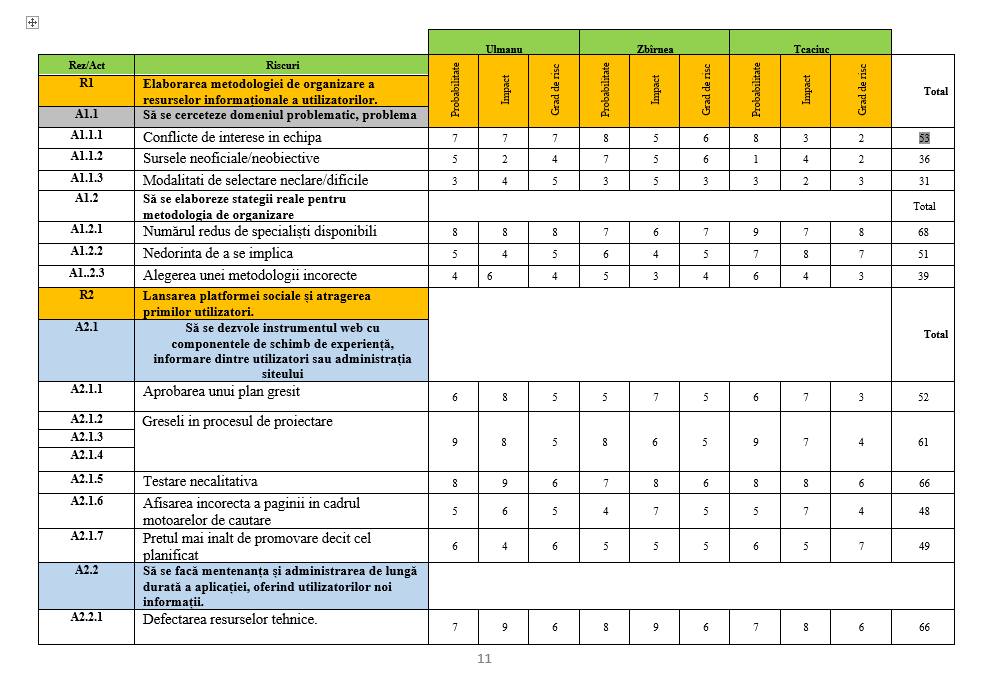 Ulmanu Zbîrnea Tcaciuc
Rez/Act Riscuri Probabilitate Impact Grad de risc Probabilitate Impact Grad de risc Probabilitate Impact Grad de risc Total
R1 Elaborarea metodologiei de organizare a
resurselor informaționale a utilizatorilor.
A1.1 Să se cerceteze domeniul problematic, problema
A1.1.1 Conflicte de interese in echipa 7 7 7 8 5 6 8 3 2 53
A1.1.2 Sursele neoficiale/neobiective 5 2 4 7 5 6 1 4 2 36
A1.1.3 Modalitati de selectare neclare/dificile 3 4 5 3 5 3 3 2 3 31
A1.2 Să se elaboreze stategii reale pentru
metodologia de organizare Total
A1.2.1 Numărul redus de specialiști disponibili 8 8 8 7 6 7 9 7 8 68
A1.2.2 Nedorinta de a se implica 5 4 5 6 4 5 7 8 7 51
A1..2.3 Alegerea unei metodologii incorecte 4 6 4 5 3 4 6 4 3 39
R2 Lansarea platformei sociale și atragerea
primilor utilizatori.
A2.1 Să se dezvole instrumentul web cu
componentele de schimb de experiență, Total
informare dintre utilizatori sau administrația
siteului
A2.1.1 Aprobarea unui plan gresit 6 8 5 5 7 5 6 7 3 52
A2.1.2 Greseli in procesul de proiectare
A2.1.3 9 8 5 8 6 5 9 7 4 61
A2.1.4
A2.1.5 Testare necalitativa 8 9 6 7 8 6 8 8 6 66
A2.1.6 Afisarea incorecta a paginii in cadrul
motoarelor de cautare 5 6 5 4 7 5 5 7 4 48
A2.1.7 Pretul mai inalt de promovare decit cel
planificat 6 4 6 5 5 5 6 5 7 49
A2.2 Să se facă mentenanța și administrarea de lungă
durată a aplicației, oferind utilizatorilor noi
informații.
A2.2.1 Defectarea resurselor tehnice. 7 9 6 8 9 6 7 8 6 66
11